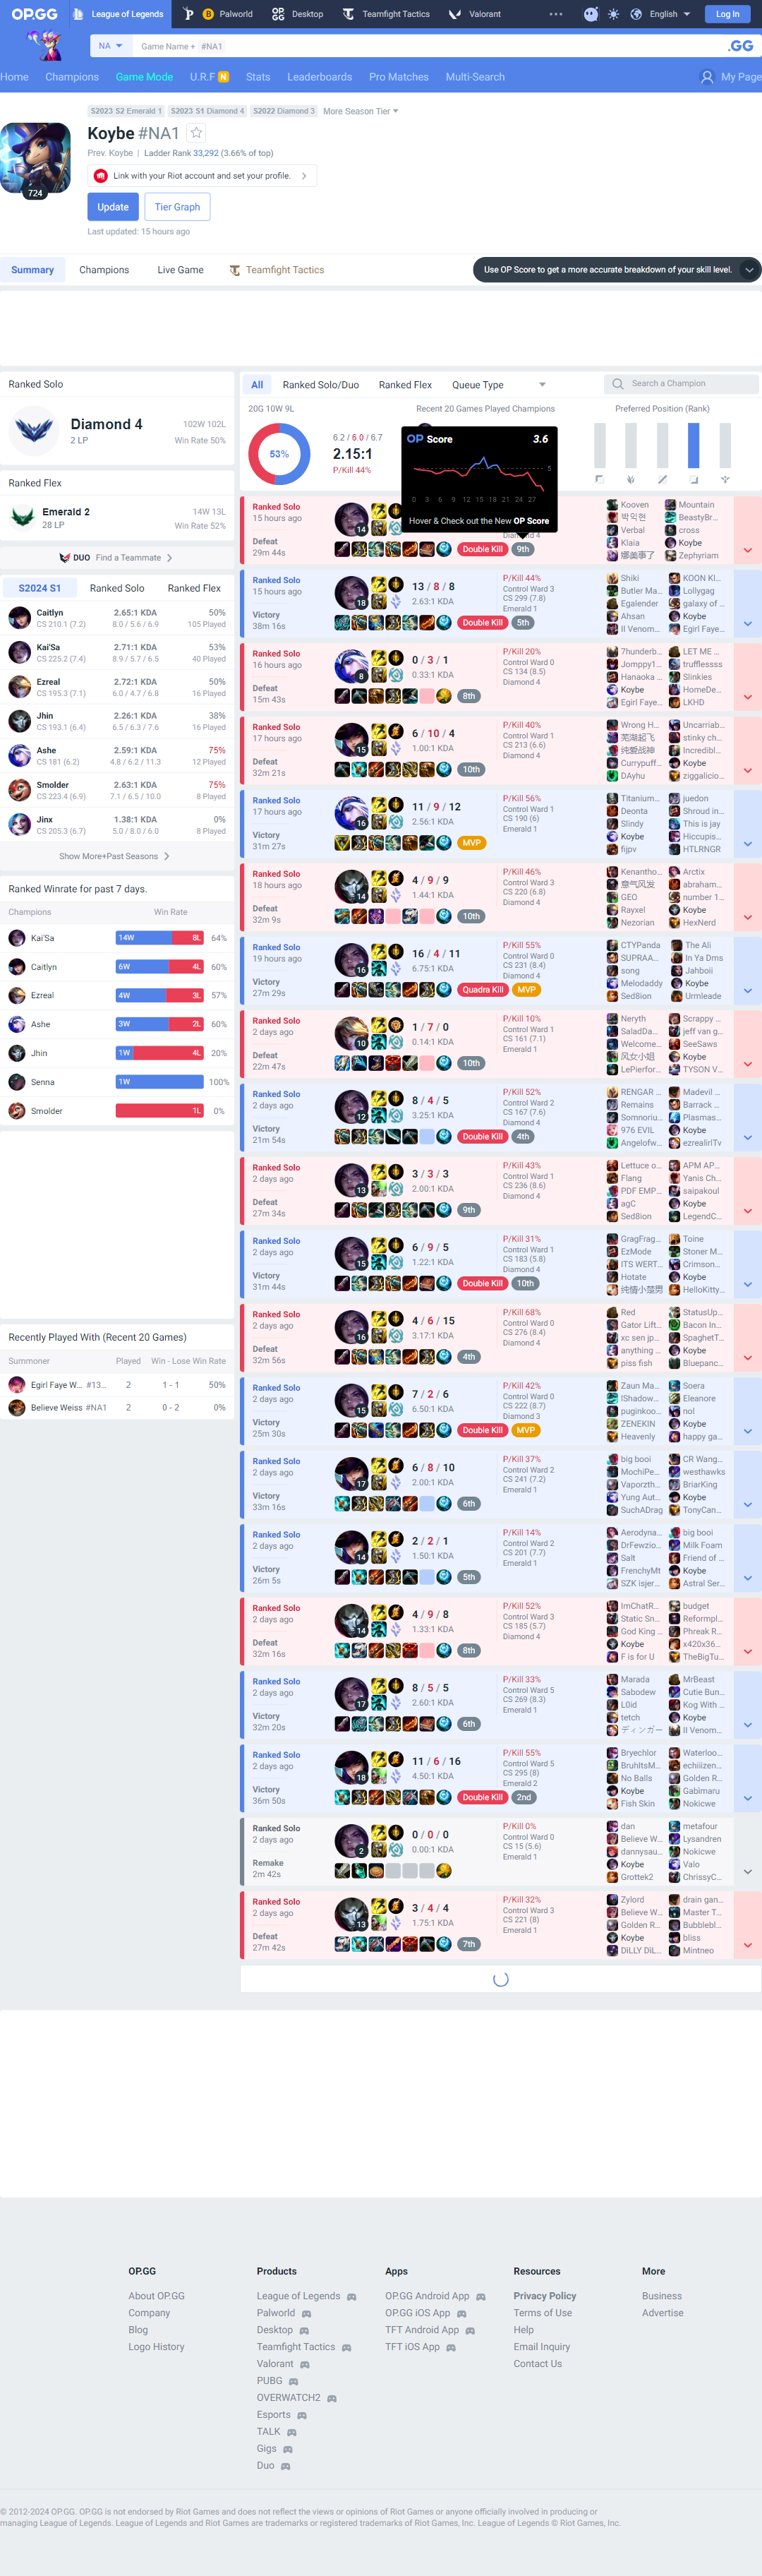 OP.GG League of Legends Palworld Desktop Teamfight Tactics Valorant English Log In
NA Game Name + #NA1 .GG
Home Champions Game Mode U.R.F N Stats Leaderboards Pro Matches Multi-Search My Page
S2023 S2 Emerald 1 S2023 S1 Diamond 4 S2022 Diamond 3 More Season Tier
Koybe #NA1
Prev. Koybe | Ladder Rank 33,292 (3.66% of top)
724
Link with your Riot account and set your profile.
Update Tier Graph
Last updated: 15 hours ago
Summary Champions Live Game Teamfight Tactics
Use OP Score to get a more accurate breakdown of your skill level.
Ranked Solo
Diamond 4 102W 102L
2 LP Win Rate 50%
Ranked Flex
Emerald 2 14W 13L
28 LP Win Rate 52%
DUO Find a Teammate
S2024 S1 Ranked Solo Ranked Flex
Caitlyn 2.65:1 KDA 50%
CS 210.1 (7.2) 8.0 / 5.6 / 6.9 105 Played
Kai'Sa 2.71:1 KDA 53%
CS 225.2 (7.4) 8.9 / 5.7 / 6.5 40 Played
Ezreal 2.72:1 KDA 50%
CS 195.3 (7.1) 6.0 / 4.7 / 6.8 16 Played
Jhin 2.26:1 KDA 38%
CS 193.1 (6.4) 6.5 / 6.3 / 7.6 16 Played
Ashe 2.59:1 KDA 75%
CS 181 (6.2) 4.8 / 6.2 / 11.3 12 Played
Smolder 2.63:1 KDA 75%
CS 223.4 (6.9) 7.1 / 6.5 / 10.0 8 Played
Jinx 1.38:1 KDA 0%
CS 205.3 (6.7) 5.0 / 8.0 / 6.0 8 Played
Show More+Past Seasons
Ranked Winrate for past 7 days.
Champions Win Rate
Kai'Sa 14W 8L 64%
Caitlyn 6W 4L 60%
Ezreal 4W 3L 57%
Ashe 3W 2L 60%
Jhin 1W 4L 20%
Senna 1W 100%
Smolder 1L 0%
Recently Played With (Recent 20 Games)
Summoner Played Win - Lose Win Rate
Egirl Faye W... #13... 2 1 - 1 50%
Believe Weiss #NA1 2 0 - 2 0%
All Ranked Solo/Duo Ranked Flex Queue Type Search a Champion
20G 10W 9L Recent 20 Games Played Champions Preferred Position (Rank)
53%
6.2 / 6.0 / 6.7
2.15:1
P/Kill 44%
OP Score 3.6
5
0 3 6 9 12 15 18 21 24 27
Hover & Check out the New OP Score
Ranked Solo
15 hours ago
Defeat
29m 44s
14 Double Kill 9th
Diamond 4
Kooven Mountain
박익현 BeastyBr...
Verbal cross
Klaia Koybe
娜美事了 Zephyriam
Ranked Solo
15 hours ago
Victory
38m 16s
18 13 / 8 / 8
2.63:1 KDA
Double Kill 5th
P/Kill 44%
Control Ward 3
CS 299 (7.8)
Emerald 1
Shiki KOON Kl...
Butler Ma... Lollygag
Egalender galaxy of ...
Ahsan Koybe
II Venom... Egirl Faye...
Ranked Solo
16 hours ago
Defeat
15m 43s
8 0 / 3 / 1
0.33:1 KDA
8th
P/Kill 20%
Control Ward 0
CS 134 (8.5)
Diamond 4
7hunderb... LET ME ...
Jomppy1... trufflessss
Hanaoka ... Slinkies
Koybe HomeDe...
Egirl Faye... LKHD
Ranked Solo
17 hours ago
Defeat
32m 21s
15 6 / 10 / 4
1.00:1 KDA
10th
P/Kill 40%
Control Ward 1
CS 213 (6.6)
Diamond 4
Wrong H... Uncarriab...
芜湖起飞 stinky ch...
纯爱战神 Incredibl...
Currypuff... Koybe
DAyhu ziggalicio...
Ranked Solo
17 hours ago
Victory
31m 27s
16 11 / 9 / 12
2.56:1 KDA
MVP
P/Kill 56%
Control Ward 1
CS 190 (6)
Emerald 1
Titanium... juedon
Deonta Shroud in...
Slindy This is jay
Koybe Hiccupis...
fijpv HTLRNGR
Ranked Solo
18 hours ago
Defeat
32m 9s
14 4 / 9 / 9
1.44:1 KDA
10th
P/Kill 46%
Control Ward 3
CS 220 (6.8)
Diamond 4
Kenantho... Arctix
意气风发 abraham...
GEO number 1...
Rayxel Koybe
Nezorian HexNerd
Ranked Solo
19 hours ago
Victory
27m 29s
16 16 / 4 / 11
6.75:1 KDA
Quadra Kill MVP
P/Kill 55%
Control Ward 0
CS 231 (8.4)
Diamond 4
CTYPanda The Ali
SUPRAA... In Ya Dms
song Jahboii
Melodaddy Koybe
Sed8ion Urmleade
Ranked Solo
2 days ago
Defeat
22m 47s
10 1 / 7 / 0
0.14:1 KDA
10th
P/Kill 10%
Control Ward 1
CS 161 (7.1)
Emerald 1
Neryth Scrappy ...
SaladDa... jeff van g...
Welcome... SeeSaws
风女小姐 Koybe
LePierfor... TYSON V...
Ranked Solo
2 days ago
Victory
21m 54s
12 8 / 4 / 5
3.25:1 KDA
Double Kill 4th
P/Kill 52%
Control Ward 2
CS 167 (7.6)
Diamond 4
RENGAR ... Madevil ...
Remains Barrack ...
Somnoriu... Plasmas...
976 EVIL Koybe
Angelofw... ezrealirlTv
Ranked Solo
2 days ago
Defeat
27m 34s
13 3 / 3 / 3
2.00:1 KDA
9th
P/Kill 43%
Control Ward 1
CS 236 (8.6)
Diamond 4
Lettuce o... APM AP...
Flang Yanis Ch...
PDF EMP... saipakoul
agC Koybe
Sed8ion LegendC...
Ranked Solo
2 days ago
Victory
31m 44s
15 6 / 9 / 5
1.22:1 KDA
Double Kill 10th
P/Kill 31%
Control Ward 1
CS 183 (5.8)
Diamond 4
GragFrag... Toine
EzMode Stoner M...
ITS WERT... Crimson...
Hotate Koybe
纯情小楚男 HelloKitty...
Ranked Solo
2 days ago
Defeat
32m 56s
16 4 / 6 / 15
3.17:1 KDA
4th
P/Kill 68%
Control Ward 0
CS 276 (8.4)
Diamond 4
Red StatusUp...
Gator Lift... Bacon In...
xc sen jp... SpaghetT...
anything ... Koybe
piss fish Bluepanc...
Ranked Solo
2 days ago
Victory
25m 30s
15 7 / 2 / 6
6.50:1 KDA
Double Kill MVP
P/Kill 42%
Control Ward 0
CS 222 (8.7)
Diamond 3
Zaun Ma... Soera
IShadow... Eleanore
puginkoo... nol
ZENEKIN Koybe
Heavenly happy ga...
Ranked Solo
2 days ago
Victory
33m 16s
17 6 / 8 / 10
2.00:1 KDA
6th
P/Kill 37%
Control Ward 2
CS 241 (7.2)
Emerald 1
big booi CR Wang...
MochiPe... westhawks
Vaporzth... BriarKing
Yung Aut... Koybe
SuchADrag TonyCan...
Ranked Solo
2 days ago
Victory
26m 5s
14 2 / 2 / 1
1.50:1 KDA
5th
P/Kill 14%
Control Ward 2
CS 201 (7.7)
Emerald 1
Aerodyna... big booi
DrFewzio... Milk Foam
Salt Friend of ...
FrenchyMt Koybe
SZK isjer... Astral Ser...
Ranked Solo
2 days ago
Defeat
32m 16s
14 4 / 9 / 8
1.33:1 KDA
8th
P/Kill 52%
Control Ward 3
CS 185 (5.7)
Diamond 4
ImChatR... budget
Static Sn... Reformpl...
God King ... Phreak R...
Koybe x420x36...
F is for U TheBigTu...
Ranked Solo
2 days ago
Victory
32m 20s
17 8 / 5 / 5
2.60:1 KDA
6th
P/Kill 33%
Control Ward 5
CS 269 (8.3)
Emerald 1
Marada MrBeast
Sabodew Cutie Bun...
L0id Kog With ...
tetch Koybe
ディンガー II Venom...
Ranked Solo
2 days ago
Victory
36m 50s
18 11 / 6 / 16
4.50:1 KDA
Double Kill 2nd
P/Kill 55%
Control Ward 5
CS 295 (8)
Emerald 2
Bryechlor Waterloo...
BruhItsM... echiiizen...
No Balls Golden R...
Koybe Gabimaru
Fish Skin Nokicwe
Ranked Solo
2 days ago
Remake
2m 42s
2 0 / 0 / 0
0.00:1 KDA
P/Kill 0%
Control Ward 0
CS 15 (5.6)
Emerald 1
dan metafour
Believe W... Lysandren
dannysau... Nokicwe
Koybe Valo
Grottek2 ChrissyC...
Ranked Solo
2 days ago
Defeat
27m 42s
13 3 / 4 / 4
1.75:1 KDA
7th
P/Kill 32%
Control Ward 3
CS 221 (8)
Emerald 1
Zylord drain gan...
Believe W... Master T...
Golden R... Bubblebl...
Koybe bliss
DiLLY DiL... Mintneo
OP.GG Products Apps Resources More
About OP.GG League of Legends OP.GG Android App Privacy Policy Business
Company Palworld OP.GG iOS App Terms of Use Advertise
Blog Desktop TFT Android App Help
Logo History Teamfight Tactics TFT iOS App Email Inquiry
Valorant Contact Us
PUBG
OVERWATCH2
Esports
TALK
Gigs
Duo
© 2012-2024 OP.GG. OP.GG is not endorsed by Riot Games and does not reflect the views or opinions of Riot Games or anyone officially involved in producing or
managing League of Legends. League of Legends and Riot Games are trademarks or registered trademarks of Riot Games, Inc. League of Legends © Riot Games, Inc.